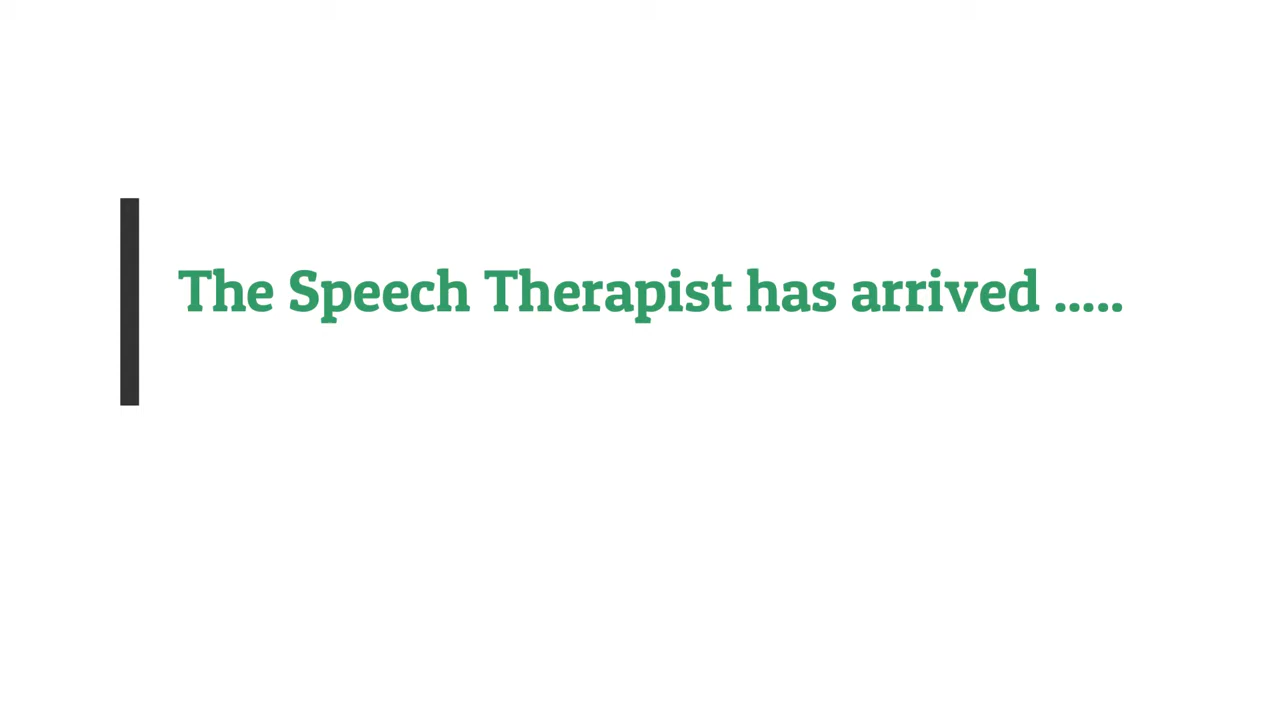 The Speech Therapist has arrived .....